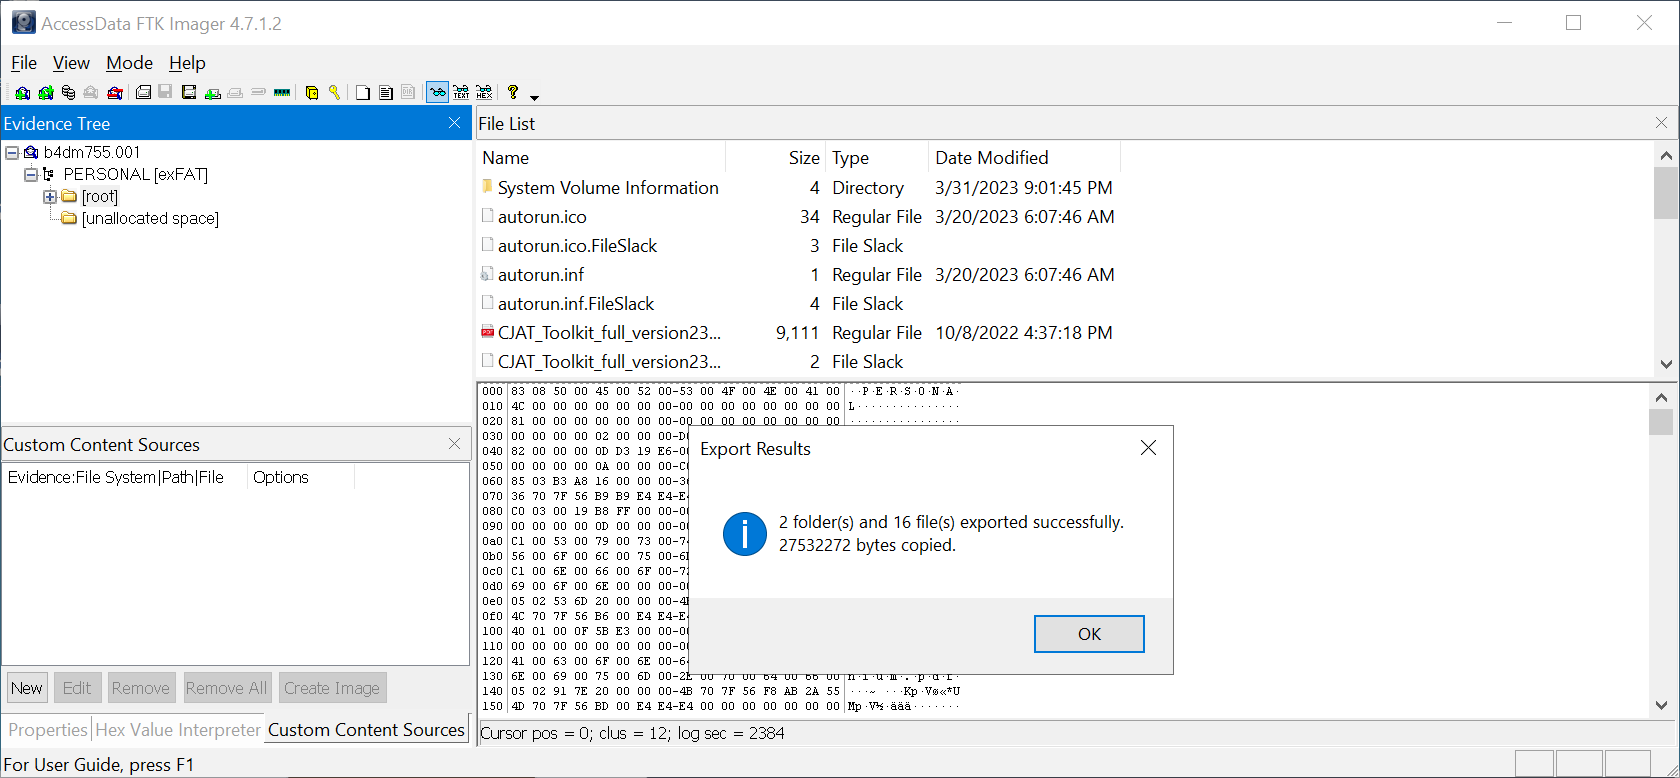 AccessData FTK Imager 4.7.1.2
File View Mode Help
TEXT HEX ?
Evidence Tree
b4dm755.001
PERSONAL [exFAT]
[root]
[unallocated space]
Custom Content Sources
Evidence:File System|Path|File Options
New Edit Remove Remove All Create Image
Properties Hex Value Interpreter Custom Content Sources
File List
Name Size Type Date Modified
System Volume Information 4 Directory 3/31/2023 9:01:45 PM
autorun.ico 34 Regular File 3/20/2023 6:07:46 AM
autorun.ico.FileSlack 3 File Slack
autorun.inf 1 Regular File 3/20/2023 6:07:46 AM
autorun.inf.FileSlack 4 File Slack
CJAT_Toolkit_full_version23... 9,111 Regular File 10/8/2022 4:37:18 PM
CJAT_Toolkit_full_version23... 2 File Slack
000 83 08 50 00 45 00 52 00-53 00 4F 00 4E 00 41 00 ··P·E·R·S·O·N·A·
010 4C 00 00 00 00 00 00 00-00 00 00 00 00 00 00 00 L···············
020 81 00 00 00 00 00 00 00-00 00 00 00 00 00 00 00 ················
030 00 00 00 00 02 00 00 00
040 82 00 00 00 0D D3 19 E6
050 00 00 00 00 0A 00 00 00
060 85 03 B3 A8 16 00 00 00
070 36 70 7F 56 B9 B9 E4 E4
080 C0 03 00 19 B8 FF 00 00
090 00 00 00 00 0D 00 00 00
0a0 C1 00 53 00 79 00 73 00
0b0 56 00 6F 00 6C 00 75 00
0c0 C1 00 6E 00 66 00 6F 00
0d0 69 00 6F 00 6E 00 00 00
0e0 05 02 53 6D 20 00 00 00
0f0 4C 70 7F 56 B6 00 E4 E4
100 40 01 00 0F 5B E3 00 00
110 00 00 00 00 00 00 00 00
120 41 00 63 00 6F 00 6E 00
130 6E 00 69 00 75 00 6D 00-2E 00 70 00 64 00 66 00 n·i·u·m·.·p·d·f·
140 05 02 91 7E 20 00 00 00-4B 70 7F 56 F8 AB 2A 55 ···~ ···Kp·Vø«*U
150 4D 70 7F 56 BD 00 E4 E4-E4 00 00 00 00 00 00 00 Mp·V½·äää·······
Export Results
2 folder(s) and 16 file(s) exported successfully.
27532272 bytes copied.
OK
Cursor pos = 0; clus = 12; log sec = 2384
For User Guide, press F1